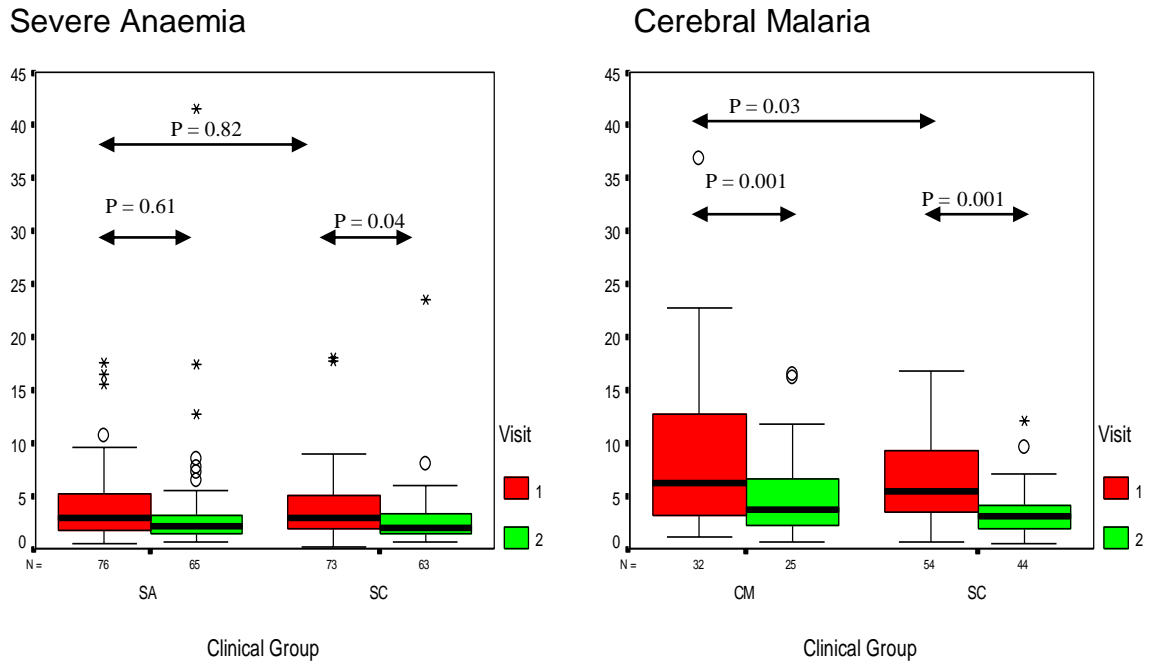 Severe Anaemia
45
40
35
30
25
20
15
10
5
0
P = 0.82
P = 0.61
P = 0.04
N =
76
65
73
63
SA
SC
Clinical Group
Visit
1
2
Cerebral Malaria
45
40
35
30
25
20
15
10
5
0
P = 0.03
P = 0.001
P = 0.001
N =
32
25
54
44
CM
SC
Clinical Group
Visit
1
2